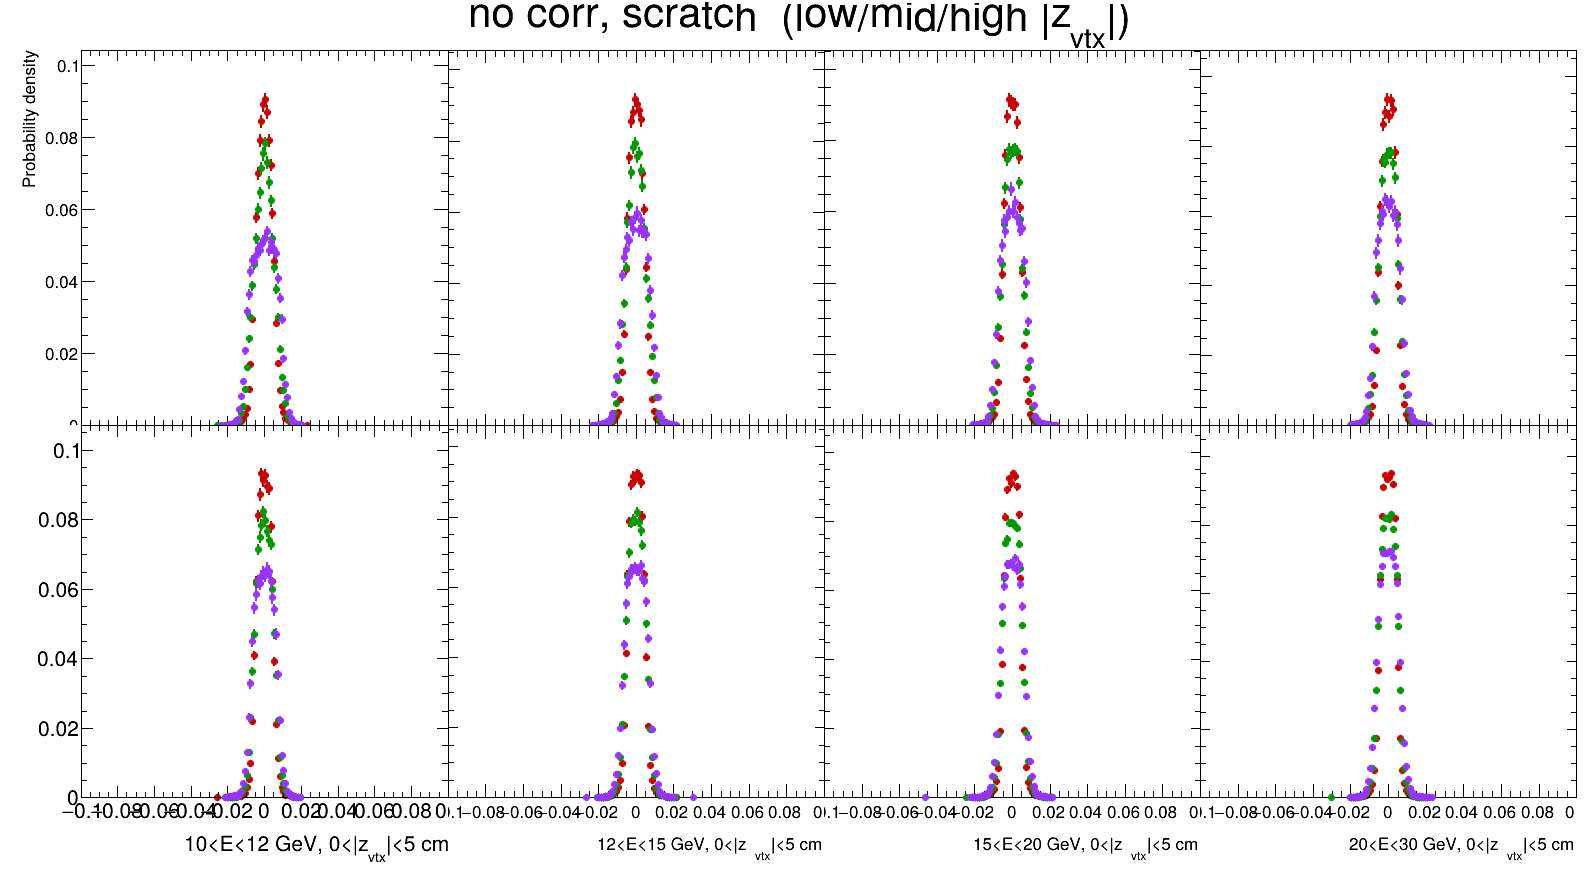 no corr, scratch (low/mid/high |z_vtx|)
Probability density
0.1
0.08
0.06
0.04
0.02
0
0.1
0.08
0.06
0.04
0.02
0
−0.1 −0.08 −0.06 −0.04 −0.02 0 0.02 0.04 0.06 0.08 0.1 −0.08 −0.06 −0.04 −0.02 0 0.02 0.04 0.06 0.08 0.1 −0.08 −0.06 −0.04 −0.02 0 0.02 0.04 0.06 0.08 0.1 −0.08 −0.06 −0.04 −0.02 0 0.02 0.04 0.06 0.08 0
10<E<12 GeV, 0<|z_vtx|<5 cm
12<E<15 GeV, 0<|z_vtx|<5 cm
15<E<20 GeV, 0<|z_vtx|<5 cm
20<E<30 GeV, 0<|z_vtx|<5 cm